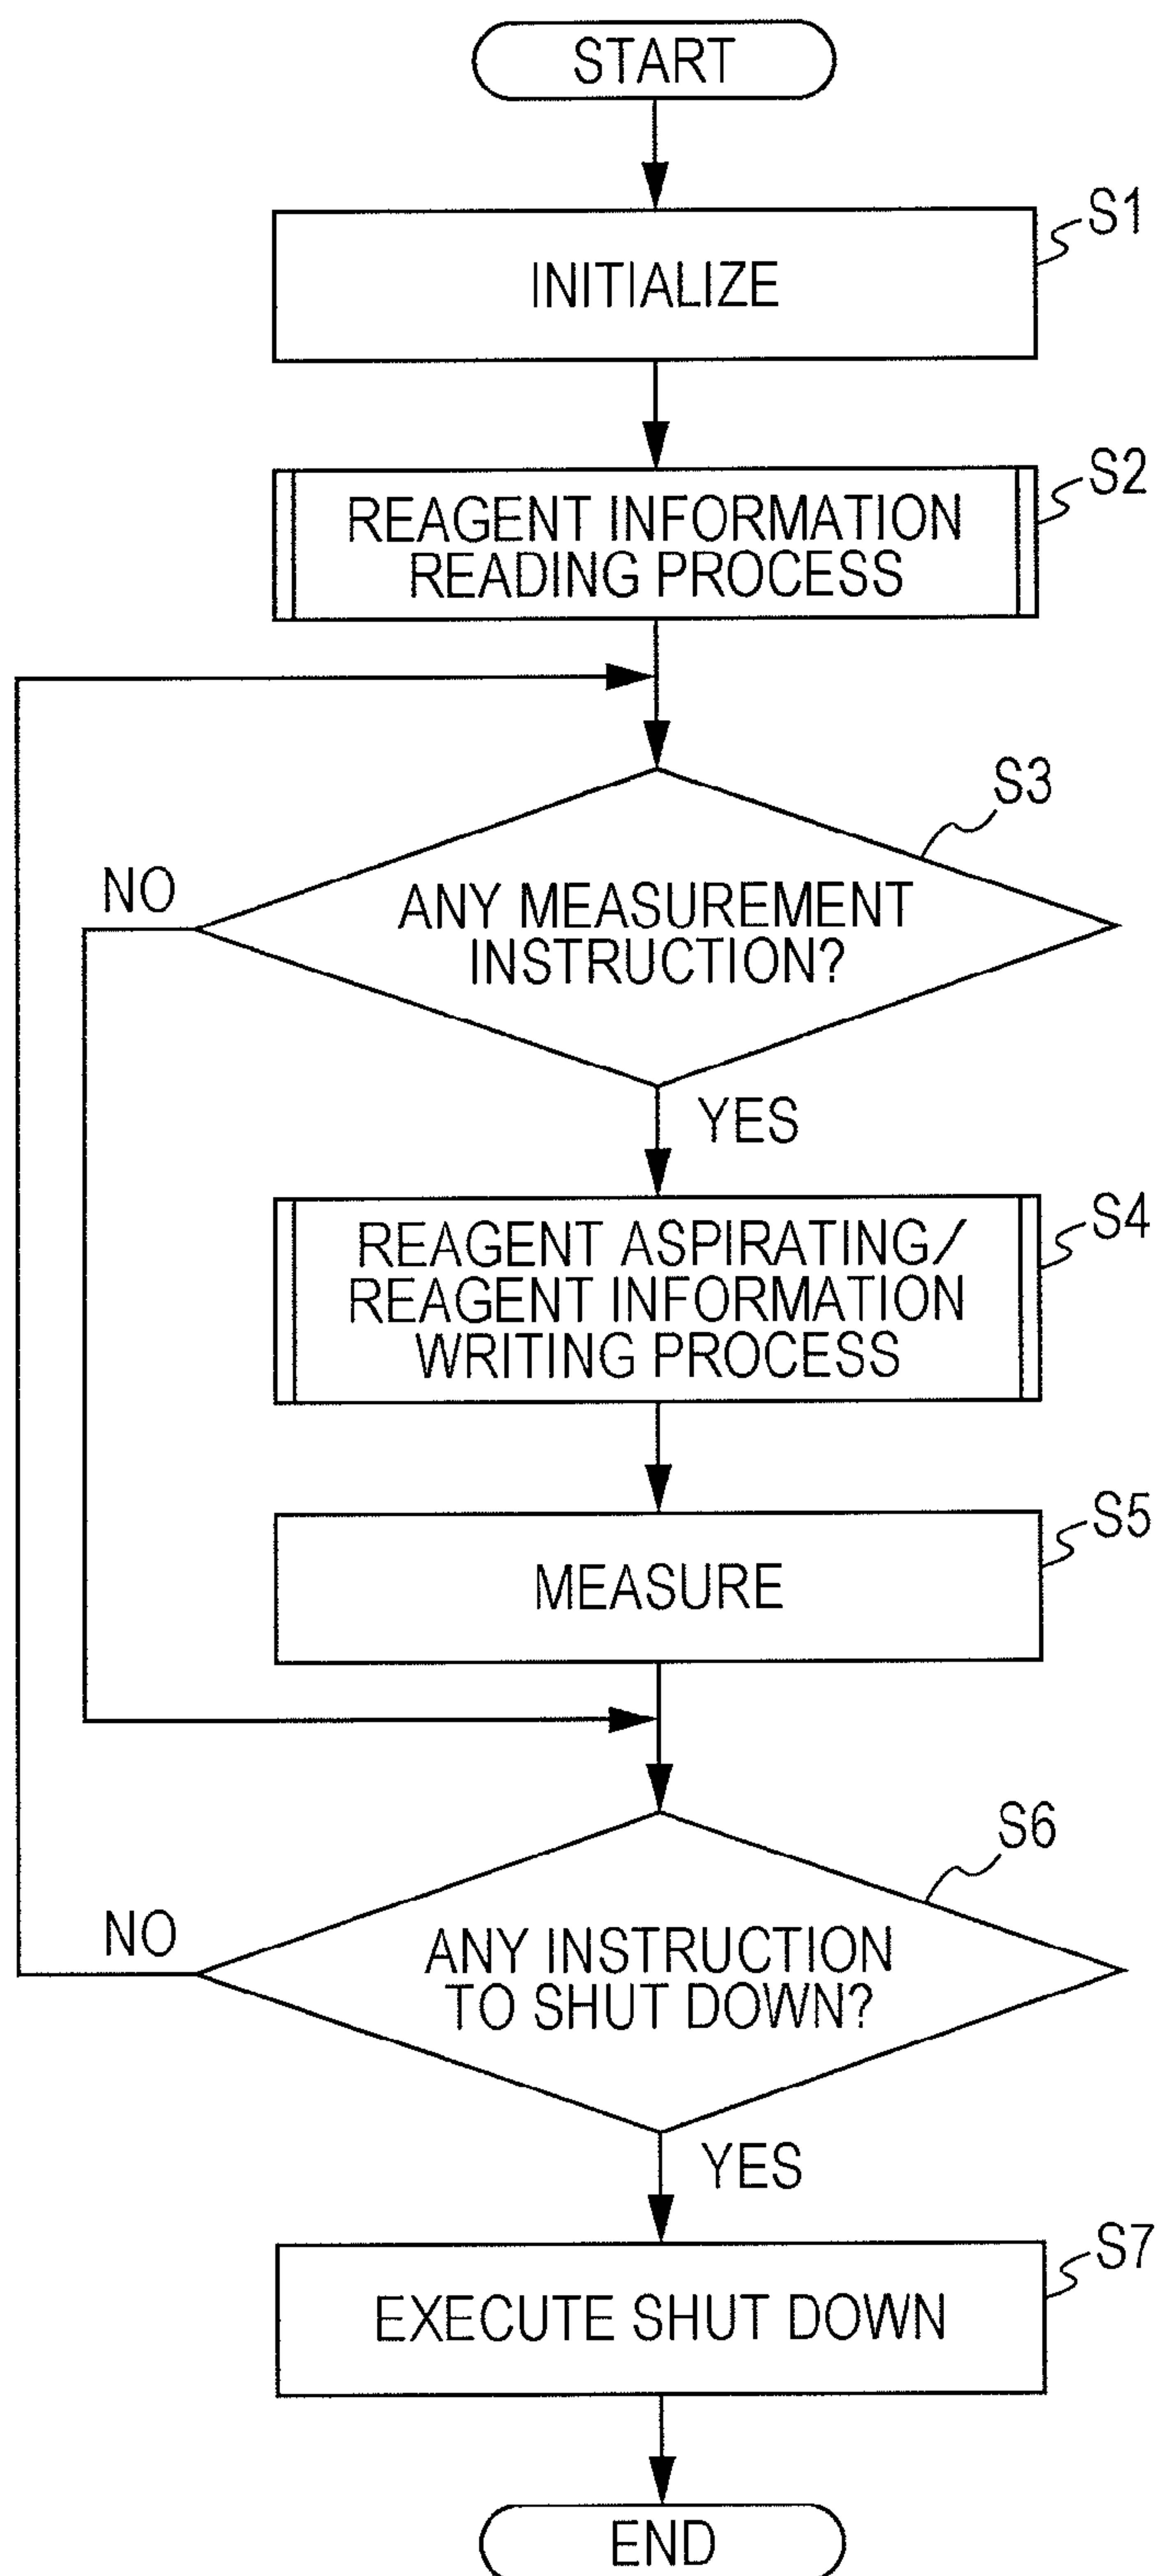 START
S1
INITIALIZE
S2
REAGENT INFORMATION
READING PROCESS
S3
NO
ANY MEASUREMENT
INSTRUCTION?
YES
S4
REAGENT ASPIRATING/
REAGENT INFORMATION
WRITING PROCESS
S5
MEASURE
S6
NO
ANY INSTRUCTION
TO SHUT DOWN?
YES
S7
EXECUTE SHUT DOWN
END